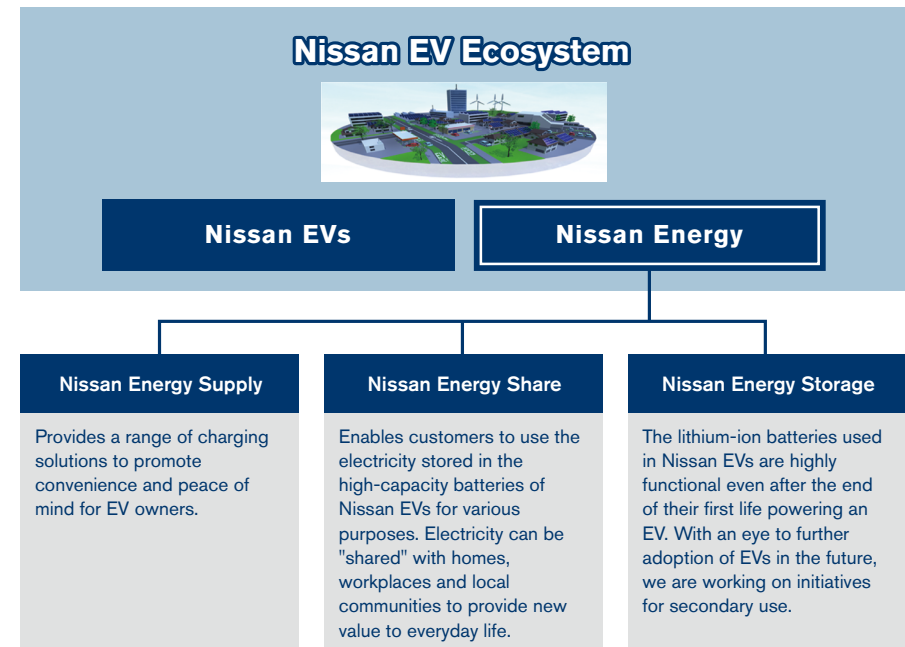 Nissan EV Ecosystem
Nissan EVs
Nissan Energy
Nissan Energy Supply
Provides a range of charging
solutions to promote
convenience and peace of
mind for EV owners.
Nissan Energy Share
Enables customers to use the
electricity stored in the
high-capacity batteries of
Nissan EVs for various
purposes. Electricity can be
"shared" with homes,
workplaces and local
communities to provide new
value to everyday life.
Nissan Energy Storage
The lithium-ion batteries used
in Nissan EVs are highly
functional even after the end
of their first life powering an
EV. With an eye to further
adoption of EVs in the future,
we are working on initiatives
for secondary use.